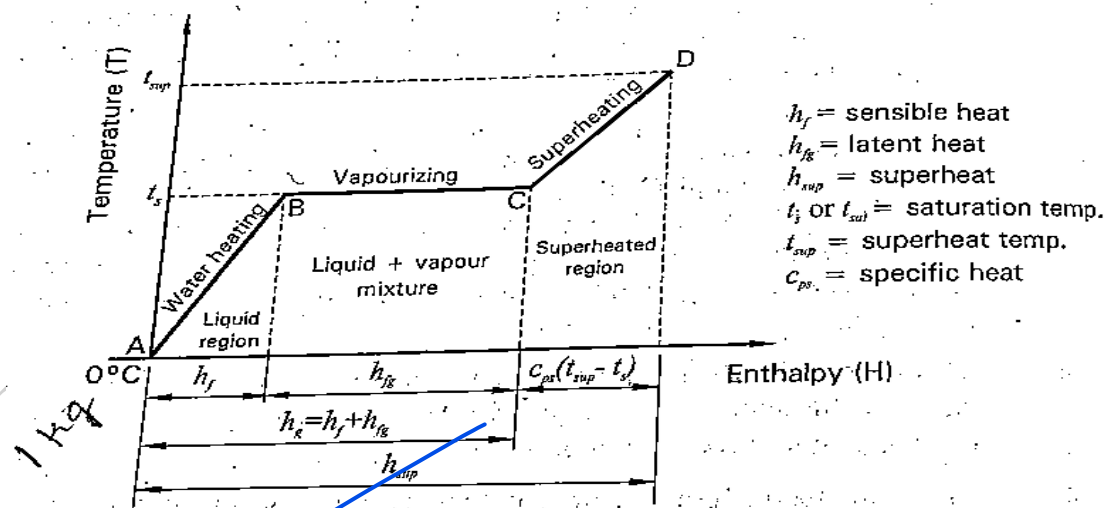 Temperature (T)
t_sup
t_s
D
Superheating
Vapourizing
B
C
Water heating
Liquid + vapour
mixture
Superheated
region
Liquid
region
A
0°C
1 kg
h_f
h_fg
c_ps(t_sup - t_s)
Enthalpy (H)
h_g=h_f+h_fg
h_sup
h_f = sensible heat
h_fg = latent heat
h_sup = superheat
t_s or t_sat = saturation temp.
t_sup = superheat temp.
c_ps = specific heat